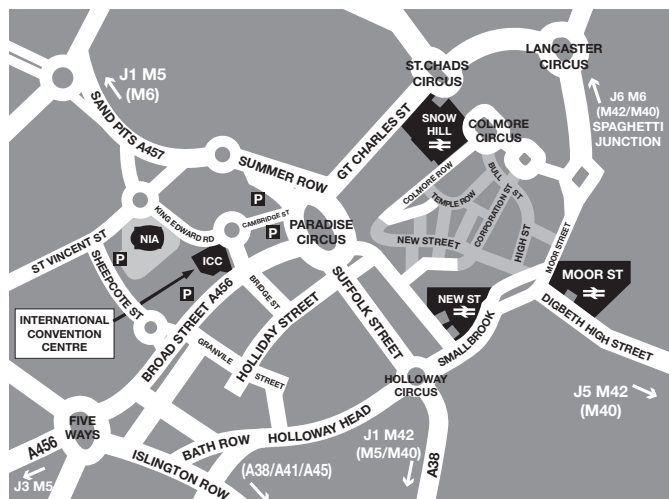 ST.CHADS
CIRCUS
LANCASTER
CIRCUS
J1 M5
(M6)
J6 M6
(M42/M40)
SPAGHETTI
JUNCTION
SAND PITS A457
GT CHARLES ST
SNOW
HILL
COLMORE
CIRCUS
SUMMER ROW
COLMORE ROW
BULL ST
TEMPLE ROW
CORPORATION ST
P
KING EDWARD RD
CAMBRIDGE ST
P
PARADISE
CIRCUS
NEW STREET
HIGH ST
MOOR STREET
NIA
ST VINCENT ST
P
ICC
SHEEPCOTE ST
BRIDGE ST
P
MOOR ST
NEW ST
INTERNATIONAL
CONVENTION
CENTRE
BROAD STREET A456
HOLLIDAY STREET
SUFFOLK STREET
SMALLBROOK
DIGBETH HIGH STREET
GRANVILE
STREET
HOLLOWAY
CIRCUS
J5 M42
(M40)
FIVE
WAYS
BATH ROW
HOLLOWAY HEAD
J1 M42
(M5/M40)
A456
ISLINGTON ROW
(A38/A41/A45)
A38
J3 M5